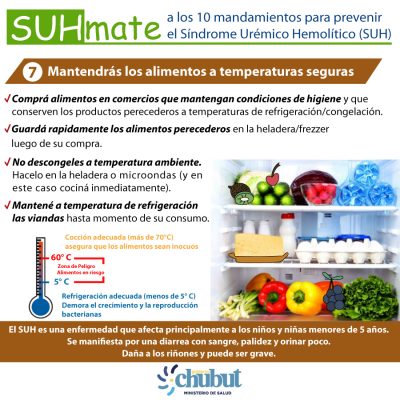 SUHmate
a los 10 mandamientos para prevenir
el Síndrome Urémico Hemolítico (SUH)
7 Mantendrás los alimentos a temperaturas seguras
✓Comprá alimentos en comercios que mantengan condiciones de higiene y que
conserven los productos perecederos a temperaturas de refrigeración/congelación.
✓Guardá rapidamente los alimentos perecederos en la heladera/frezzer
luego de su compra.
✓No descongeles a temperatura ambiente.
Hacelo en la heladera o microondas (y en
este caso cociná inmediatamente).
✓Mantené a temperatura de refrigeración
las viandas hasta momento de su consumo.
Cocción adecuada (más de 70°C)
asegura que los alimentos sean inocuos
60° C
Zona de Peligro
Alimentos en riesgo
5° C
Refrigeración adecuada (menos de 5° C)
Demora el crecimiento y la reproducción
bacterianas
El SUH es una enfermedad que afecta principalmente a los niños y niñas menores de 5 años.
Se manifiesta por una diarrea con sangre, palidez y orinar poco.
Daña a los riñones y puede ser grave.
chubut
MINISTERIO DE SALUD